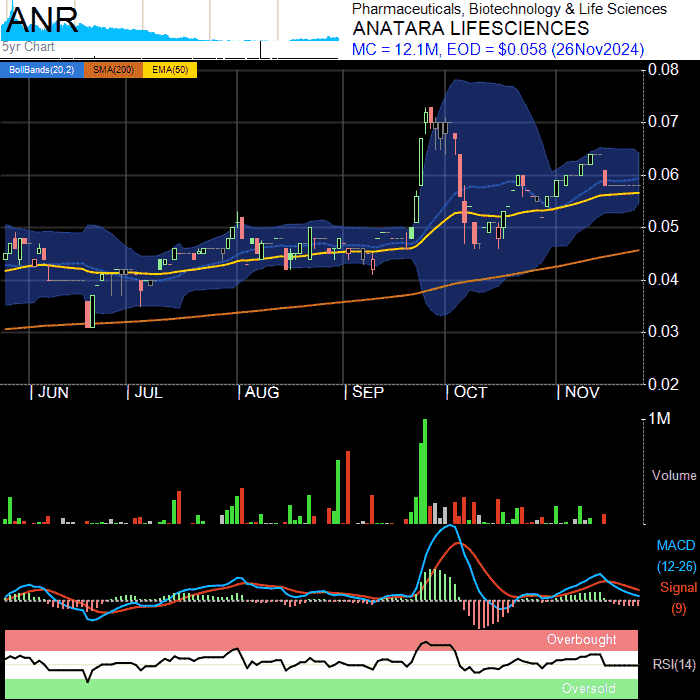 ANR
5yr Chart
Pharmaceuticals, Biotechnology & Life Sciences
ANATARA LIFESCIENCES
MC = 12.1M, EOD = $0.058 (26Nov2024)
BollBands(20,2) SMA(200) EMA(50)
0.08
0.07
0.06
0.05
0.04
0.03
0.02
JUN JUL AUG SEP OCT NOV
1M
Volume
MACD
(12-26)
Signal
(9)
Overbought
RSI(14)
Oversold